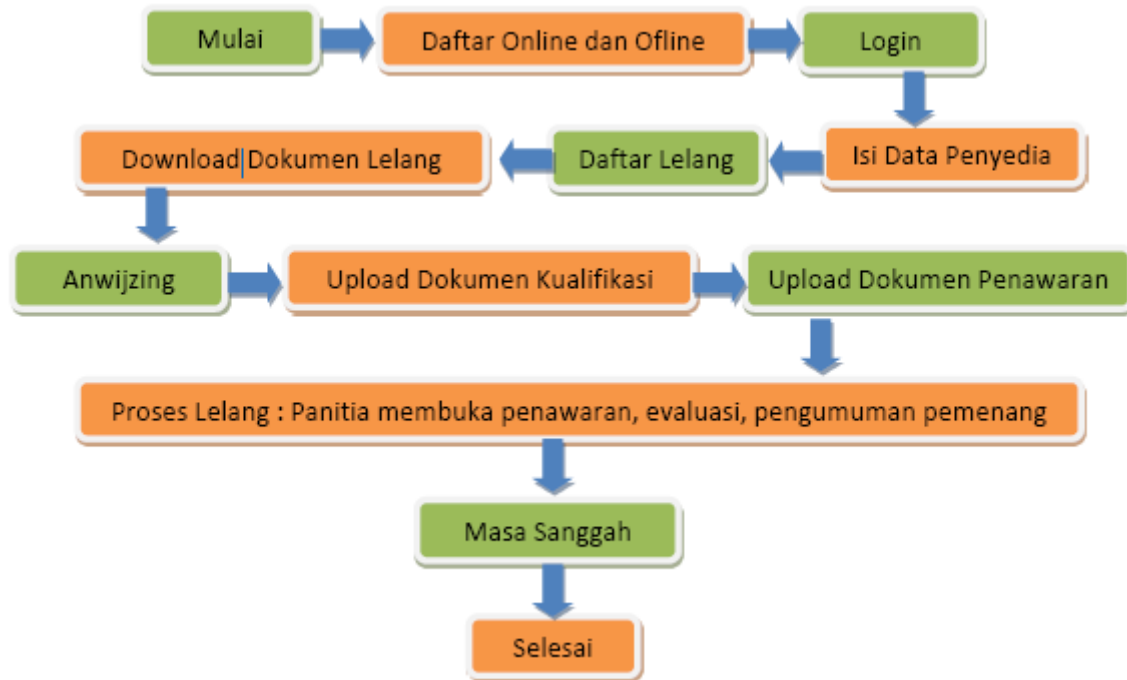 Mulai
Daftar Online dan Ofline
Login
Isi Data Penyedia
Daftar Lelang
Download Dokumen Lelang
Anwijzing
Upload Dokumen Kualifikasi
Upload Dokumen Penawaran
Proses Lelang : Panitia membuka penawaran, evaluasi, pengumuman pemenang
Masa Sanggah
Selesai